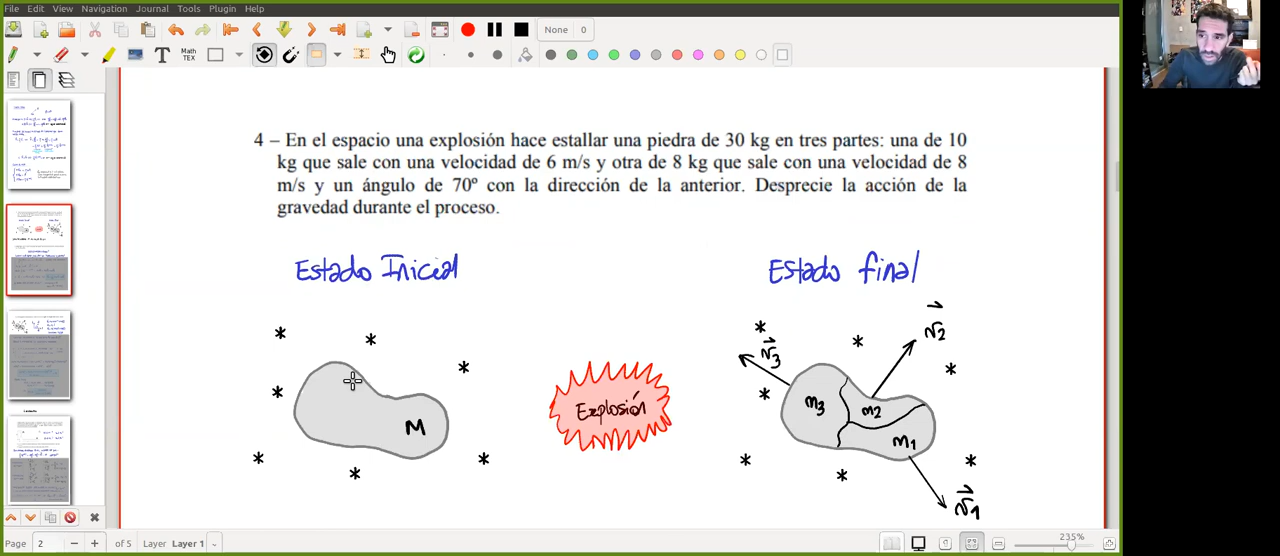 File Edit View Navigation Journal Tools Plugin Help
None 0
Math
TEX
4 – En el espacio una explosión hace estallar una piedra de 30 kg en tres partes: una de 10
kg que sale con una velocidad de 6 m/s y otra de 8 kg que sale con una velocidad de 8
m/s y un ángulo de 70º con la dirección de la anterior. Desprecie la acción de la
gravedad durante el proceso.
Estado Inicial
Estado final
v2
v3
Explosión
m3
m2
M
m1
v1
Page 2 of 5 Layer Layer 1
235%